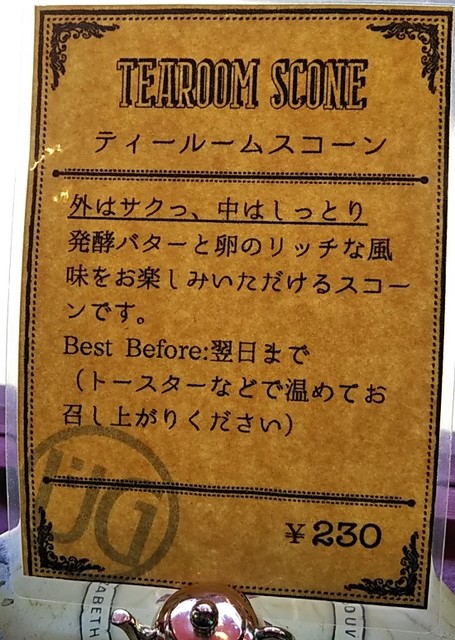 TEAROOM SCONE
ティールームスコーン
外はサクっ、中はしっとり
発酵バターと卵のリッチな風
味をお楽しみいただけるスコー
ンです。
Best Before:翌日まで
（トースターなどで温めてお
召し上がりください）
¥230